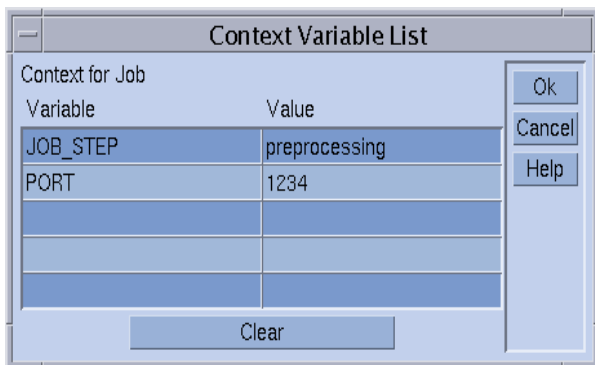 Context Variable List
Context for Job
Variable Value
JOB_STEP preprocessing
PORT 1234
Clear
Ok
Cancel
Help